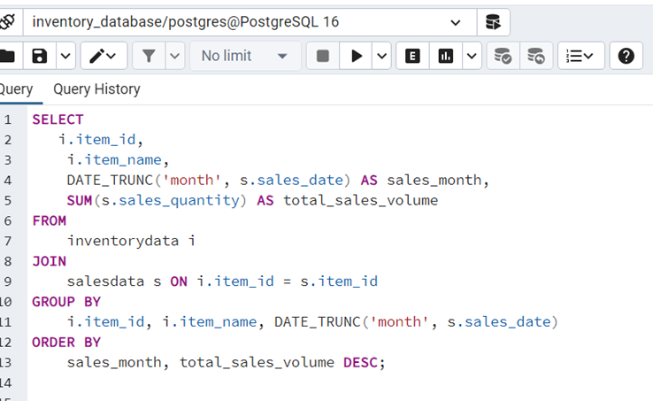 inventory_database/postgres@PostgreSQL 16
No limit
Query Query History
1 SELECT
2 i.item_id,
3 i.item_name,
4 DATE_TRUNC('month', s.sales_date) AS sales_month,
5 SUM(s.sales_quantity) AS total_sales_volume
6 FROM
7 inventorydata i
8 JOIN
9 salesdata s ON i.item_id = s.item_id
10 GROUP BY
11 i.item_id, i.item_name, DATE_TRUNC('month', s.sales_date)
12 ORDER BY
13 sales_month, total_sales_volume DESC;
14